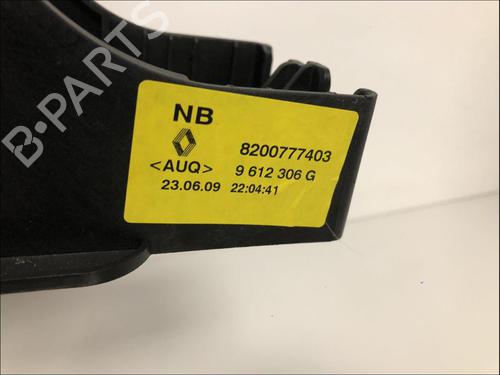 B-PARTS
NB
8200777403
<AUQ> 9 612 306 G
23.06.09 22:04:41